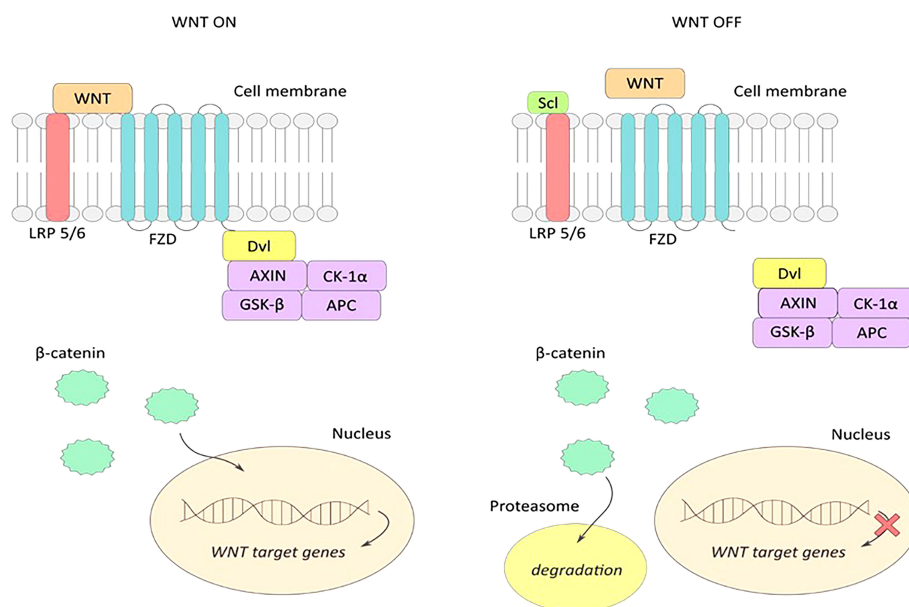 WNT ON
WNT
Cell membrane
LRP 5/6
FZD
Dvl
AXIN
CK-1α
GSK-β
APC
β-catenin
Nucleus
WNT target genes
WNT OFF
WNT
Scl
Cell membrane
LRP 5/6
FZD
Dvl
AXIN
CK-1α
GSK-β
APC
β-catenin
Nucleus
Proteasome
degradation
WNT target genes